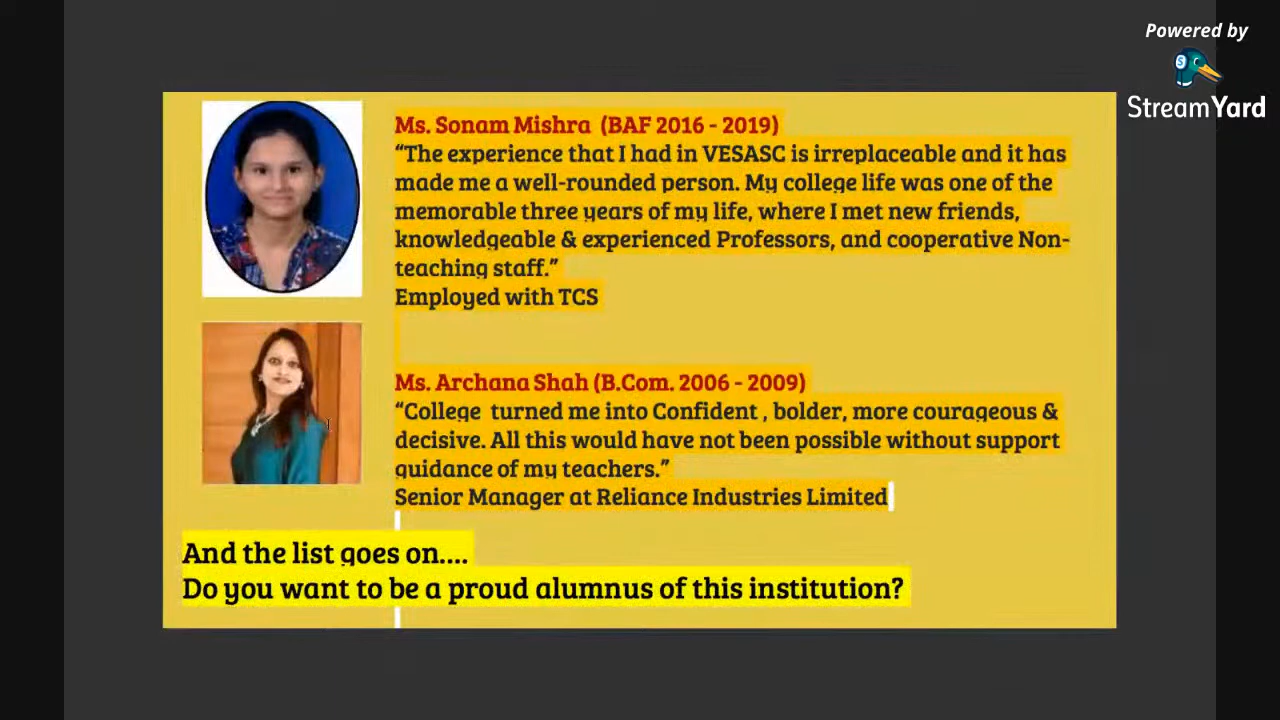 Powered by
StreamYard
Ms. Sonam Mishra (BAF 2016 - 2019)
“The experience that I had in VESASC is irreplaceable and it has
made me a well-rounded person. My college life was one of the
memorable three years of my life, where I met new friends,
knowledgeable & experienced Professors, and cooperative Non-
teaching staff.”
Employed with TCS
Ms. Archana Shah (B.Com. 2006 - 2009)
“College turned me into Confident , bolder, more courageous &
decisive. All this would have not been possible without support
guidance of my teachers.”
Senior Manager at Reliance Industries Limited
And the list goes on....
Do you want to be a proud alumnus of this institution?